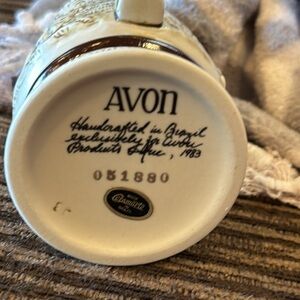 AVON
Handcrafted in Brazil
exclusively for Avon
Products Inc., 1983
051880
Ceramarte